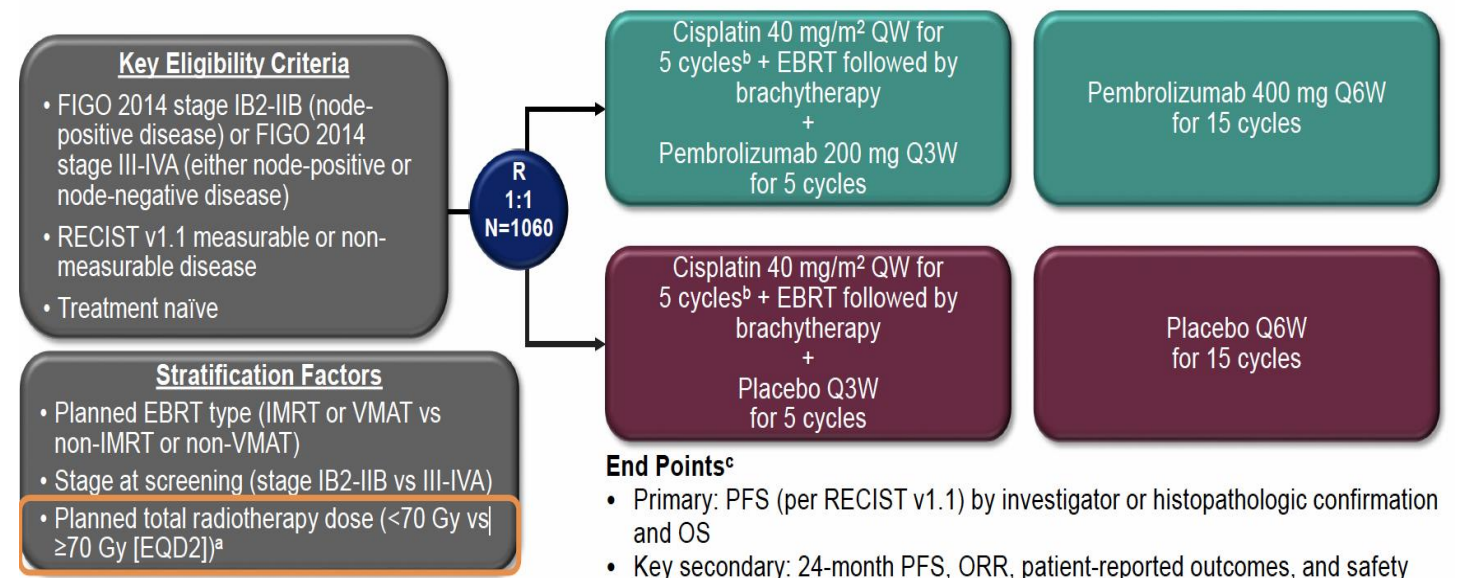 Key Eligibility Criteria
• FIGO 2014 stage IB2-IIB (node-
positive disease) or FIGO 2014
stage III-IVA (either node-positive or
node-negative disease)
• RECIST v1.1 measurable or non-
measurable disease
• Treatment naïve
Stratification Factors
• Planned EBRT type (IMRT or VMAT vs
non-IMRT or non-VMAT)
• Stage at screening (stage IB2-IIB vs III-IVA)
• Planned total radiotherapy dose (<70 Gy vs
≥70 Gy [EQD2])ᵃ
R
1:1
N=1060
Cisplatin 40 mg/m² QW for
5 cyclesᵇ + EBRT followed by
brachytherapy
+
Pembrolizumab 200 mg Q3W
for 5 cycles
Pembrolizumab 400 mg Q6W
for 15 cycles
Cisplatin 40 mg/m² QW for
5 cyclesᵇ + EBRT followed by
brachytherapy
+
Placebo Q3W
for 5 cycles
Placebo Q6W
for 15 cycles
End Pointsᶜ
• Primary: PFS (per RECIST v1.1) by investigator or histopathologic confirmation
and OS
• Key secondary: 24-month PFS, ORR, patient-reported outcomes, and safety